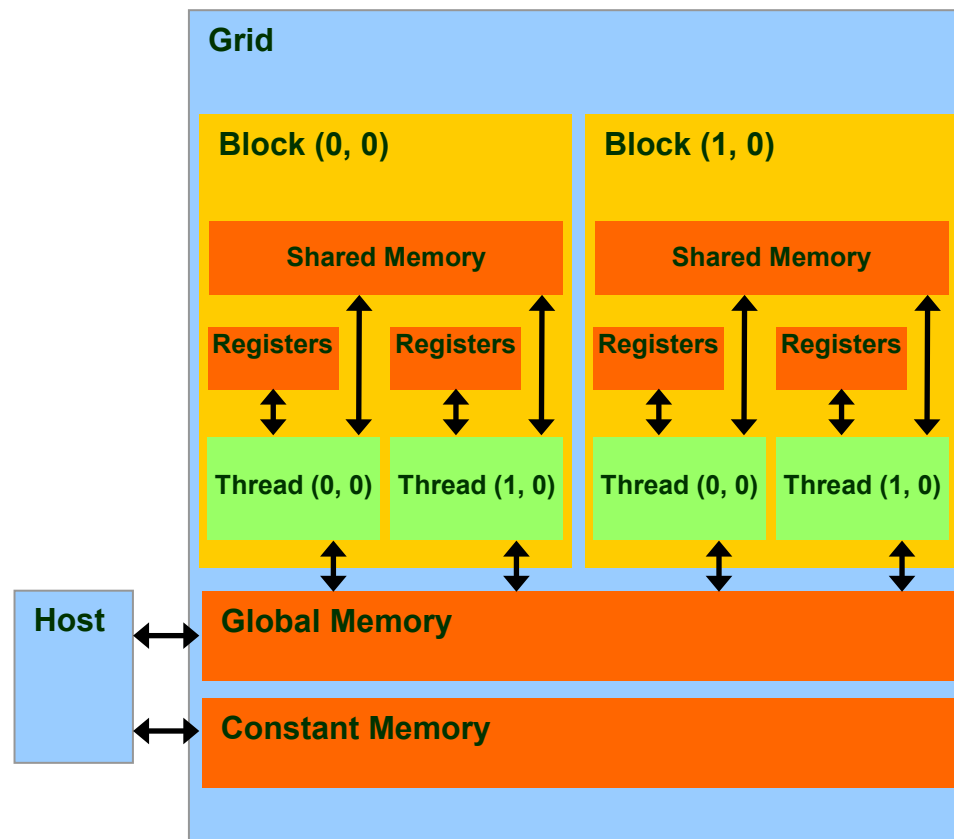 Grid
Block (0, 0)
Block (1, 0)
Shared Memory
Shared Memory
Registers
Registers
Registers
Registers
Thread (0, 0)
Thread (1, 0)
Thread (0, 0)
Thread (1, 0)
Host
Global Memory
Constant Memory